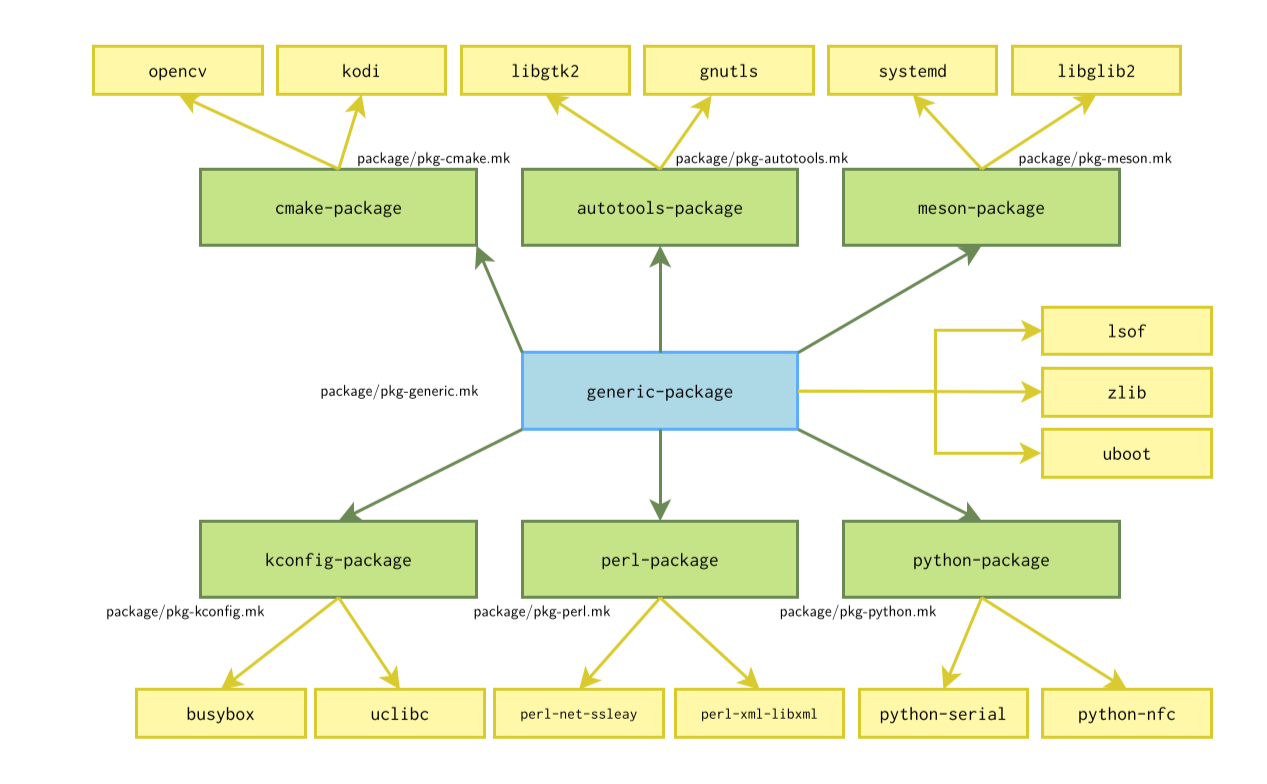 opencv
kodi
libgtk2
gnutls
systemd
libglib2
package/pkg-cmake.mk
package/pkg-autotools.mk
package/pkg-meson.mk
cmake-package
autotools-package
meson-package
lsof
package/pkg-generic.mk
generic-package
zlib
uboot
kconfig-package
perl-package
python-package
package/pkg-kconfig.mk
package/pkg-perl.mk
package/pkg-python.mk
busybox
uclibc
perl-net-ssleay
perl-xml-libxml
python-serial
python-nfc